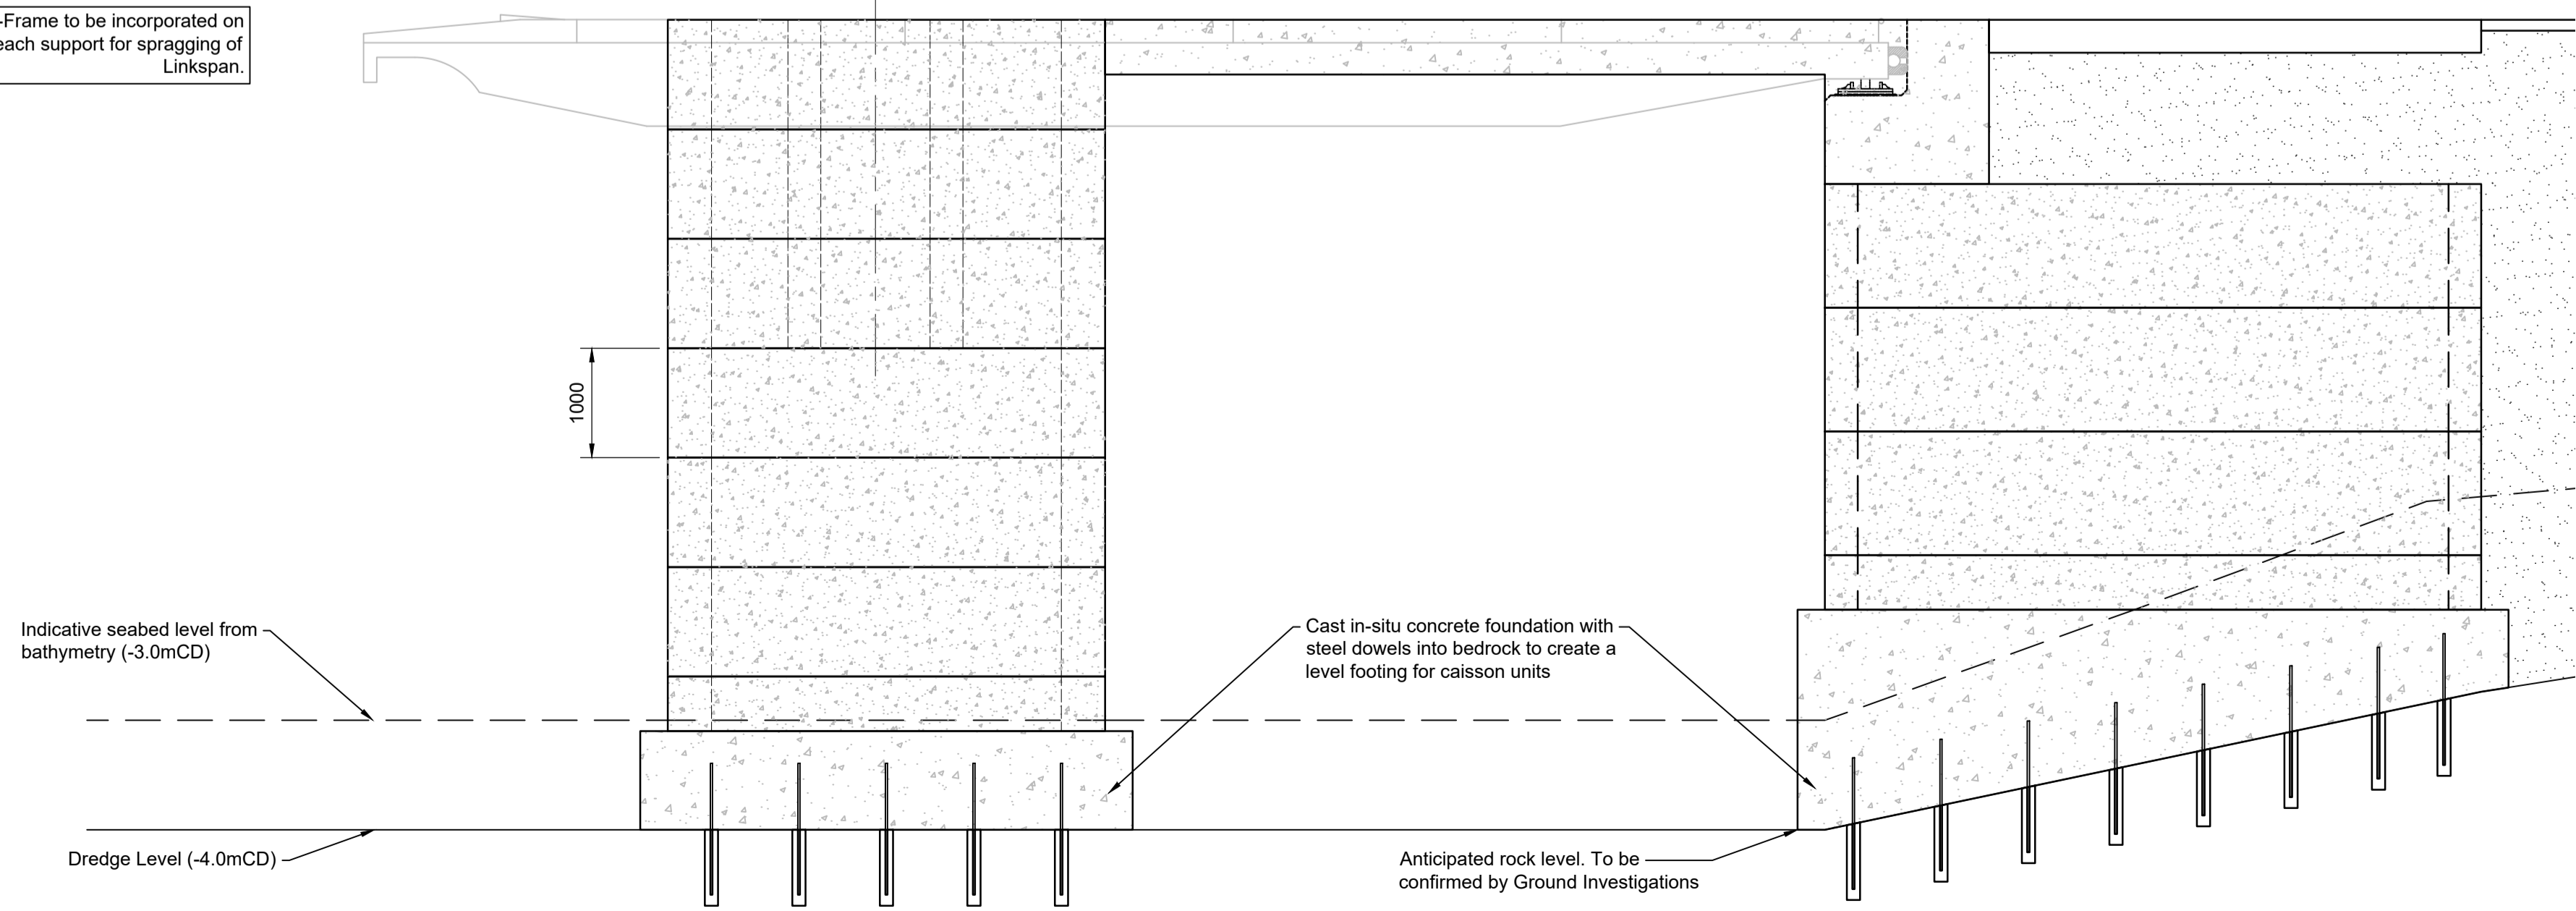 -Frame to be incorporated on
each support for spragging of
Linkspan.
1000
Indicative seabed level from
bathymetry (-3.0mCD)
Cast in-situ concrete foundation with
steel dowels into bedrock to create a
level footing for caisson units
Dredge Level (-4.0mCD)
Anticipated rock level. To be
confirmed by Ground Investigations